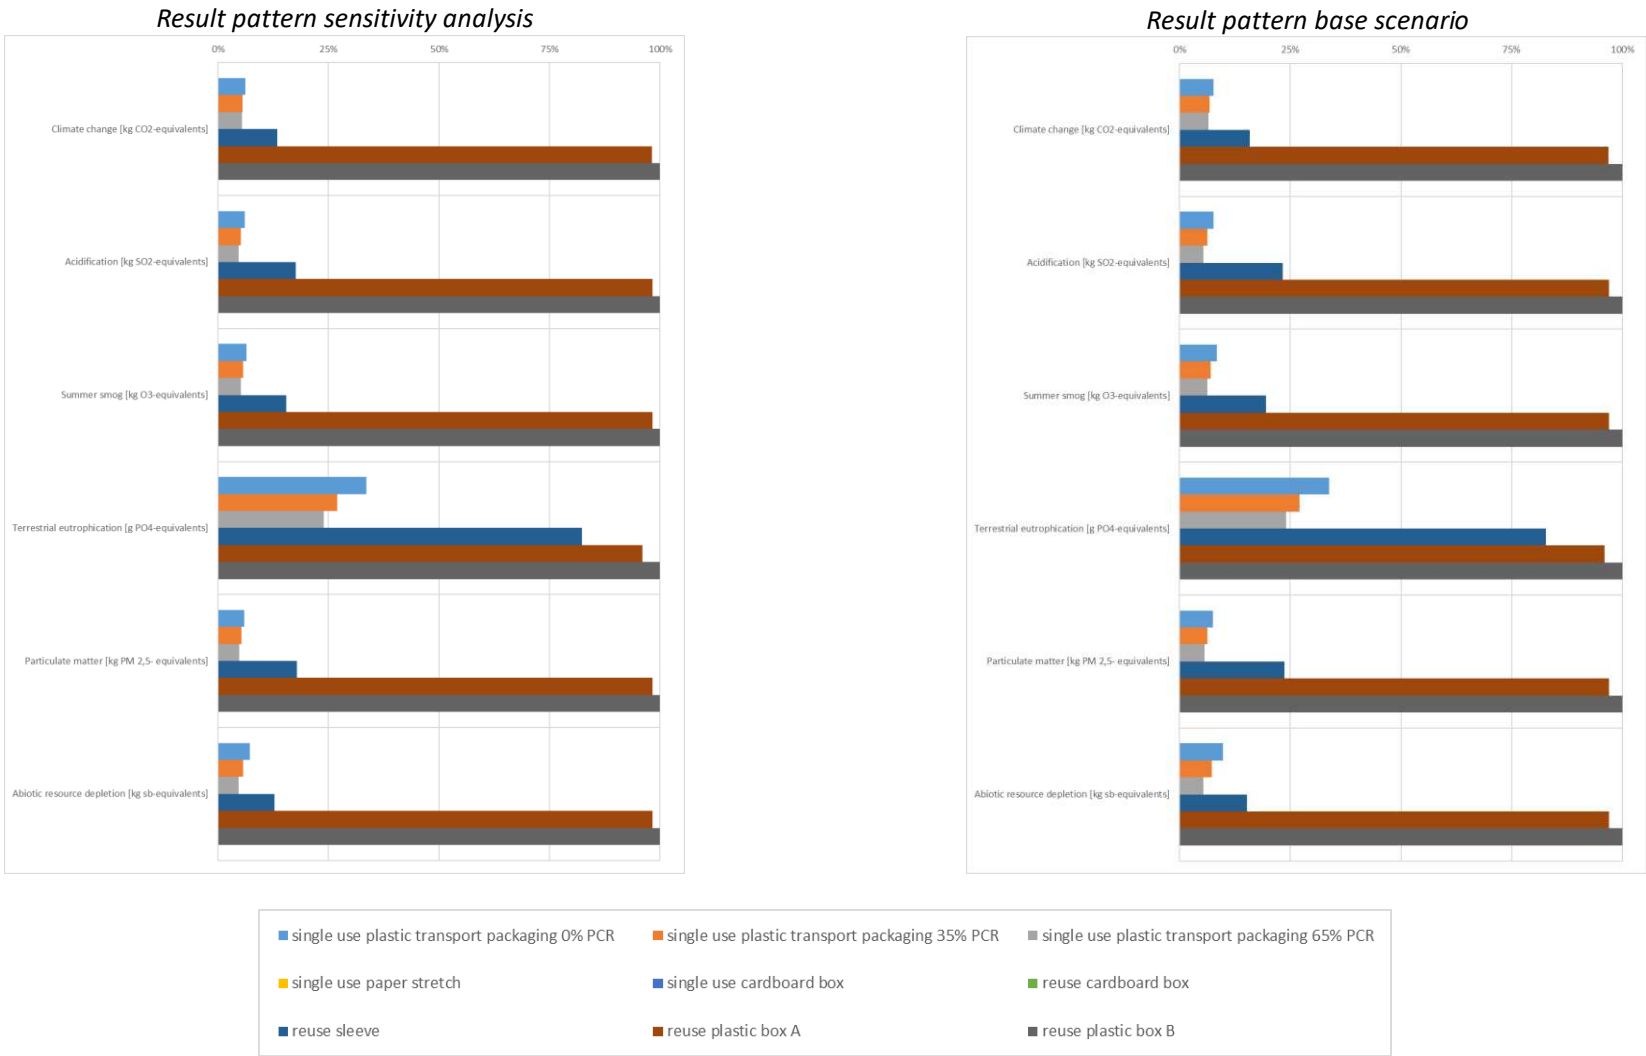 Result pattern sensitivity analysis
0% 25% 50% 75% 100%
Climate change [kg CO2-equivalents]
Acidification [kg SO2-equivalents]
Summer smog [kg O3-equivalents]
Terrestrial eutrophication [g PO4-equivalents]
Particulate matter [kg PM 2,5- equivalents]
Abiotic resource depletion [kg sb-equivalents]
Result pattern base scenario
0% 25% 50% 75% 100%
Climate change [kg CO2-equivalents]
Acidification [kg SO2-equivalents]
Summer smog [kg O3-equivalents]
Terrestrial eutrophication [g PO4-equivalents]
Particulate matter [kg PM 2,5- equivalents]
Abiotic resource depletion [kg sb-equivalents]
single use plastic transport packaging 0% PCR
single use plastic transport packaging 35% PCR
single use plastic transport packaging 65% PCR
single use paper stretch
single use cardboard box
reuse cardboard box
reuse sleeve
reuse plastic box A
reuse plastic box B